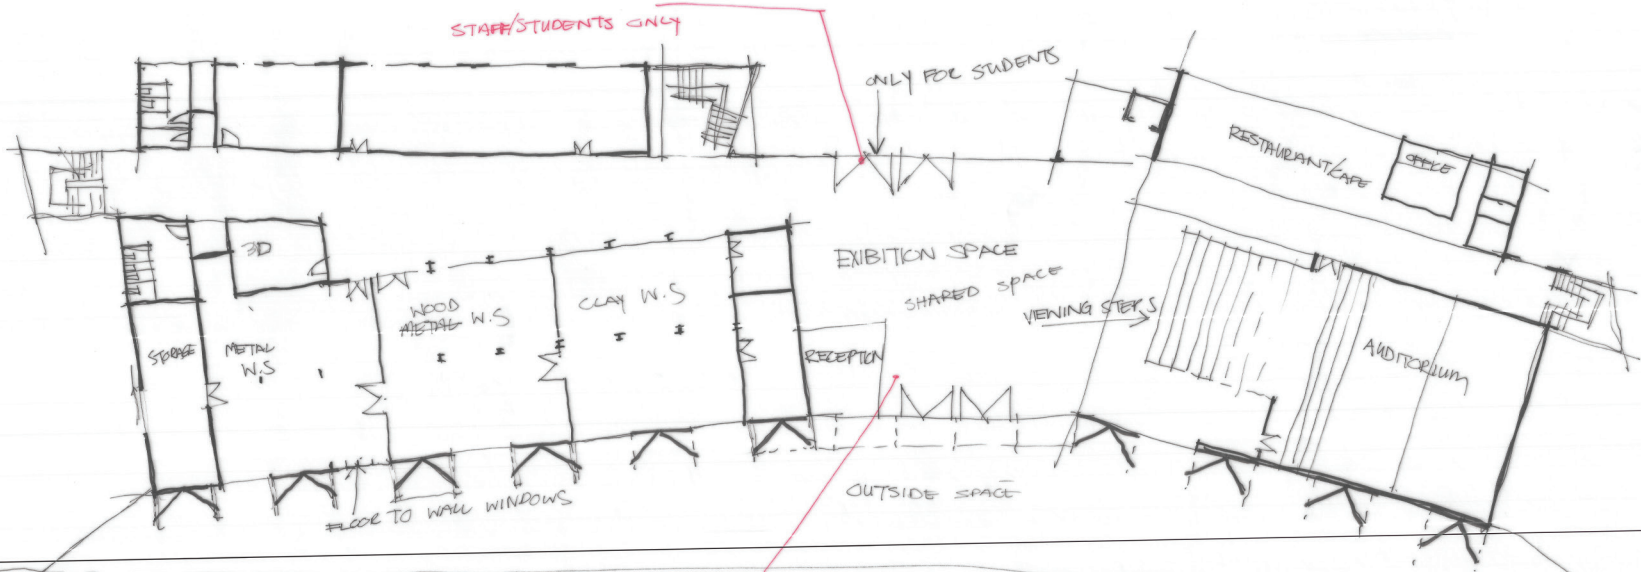 STAFF/STUDENTS ONLY
ONLY FOR STUDENTS
RESTAURANT/CAFE
OFFICE
3D
EXIBITION SPACE
SHARED SPACE
WOOD
METAL W.S
CLAY W.S
VIEWING STEPS
STORAGE
METAL
W.S
RECEPTION
AUDITORIUM
OUTSIDE SPACE
FLOOR TO WALL WINDOWS